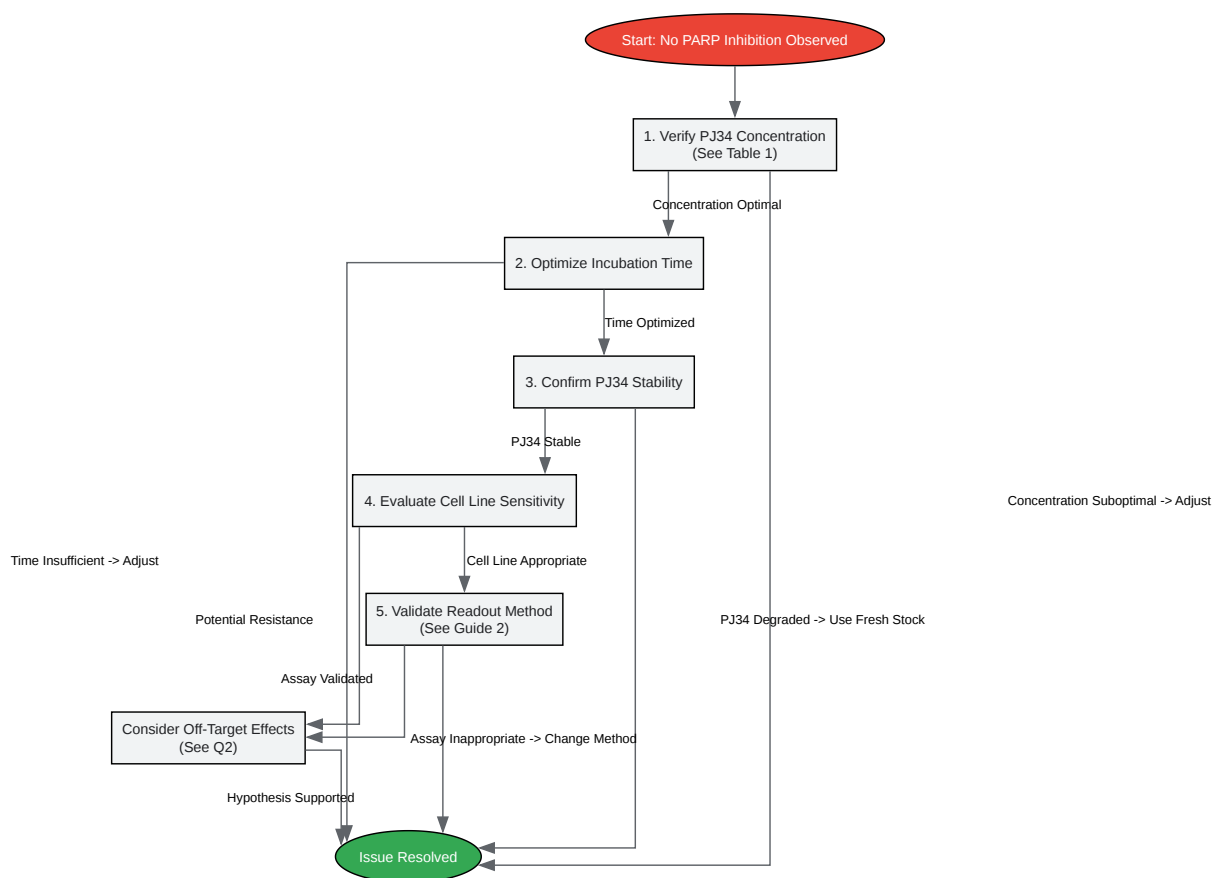 Start: No PARP Inhibition Observed
1. Verify PJ34 Concentration
(See Table 1)
Concentration Optimal
2. Optimize Incubation Time
Time Optimized
3. Confirm PJ34 Stability
PJ34 Stable
4. Evaluate Cell Line Sensitivity
Concentration Suboptimal -> Adjust
Time Insufficient -> Adjust
Cell Line Appropriate
5. Validate Readout Method
(See Guide 2)
Potential Resistance
PJ34 Degraded -> Use Fresh Stock
Assay Validated
Consider Off-Target Effects
(See Q2)
Assay Inappropriate -> Change Method
Hypothesis Supported
Issue Resolved